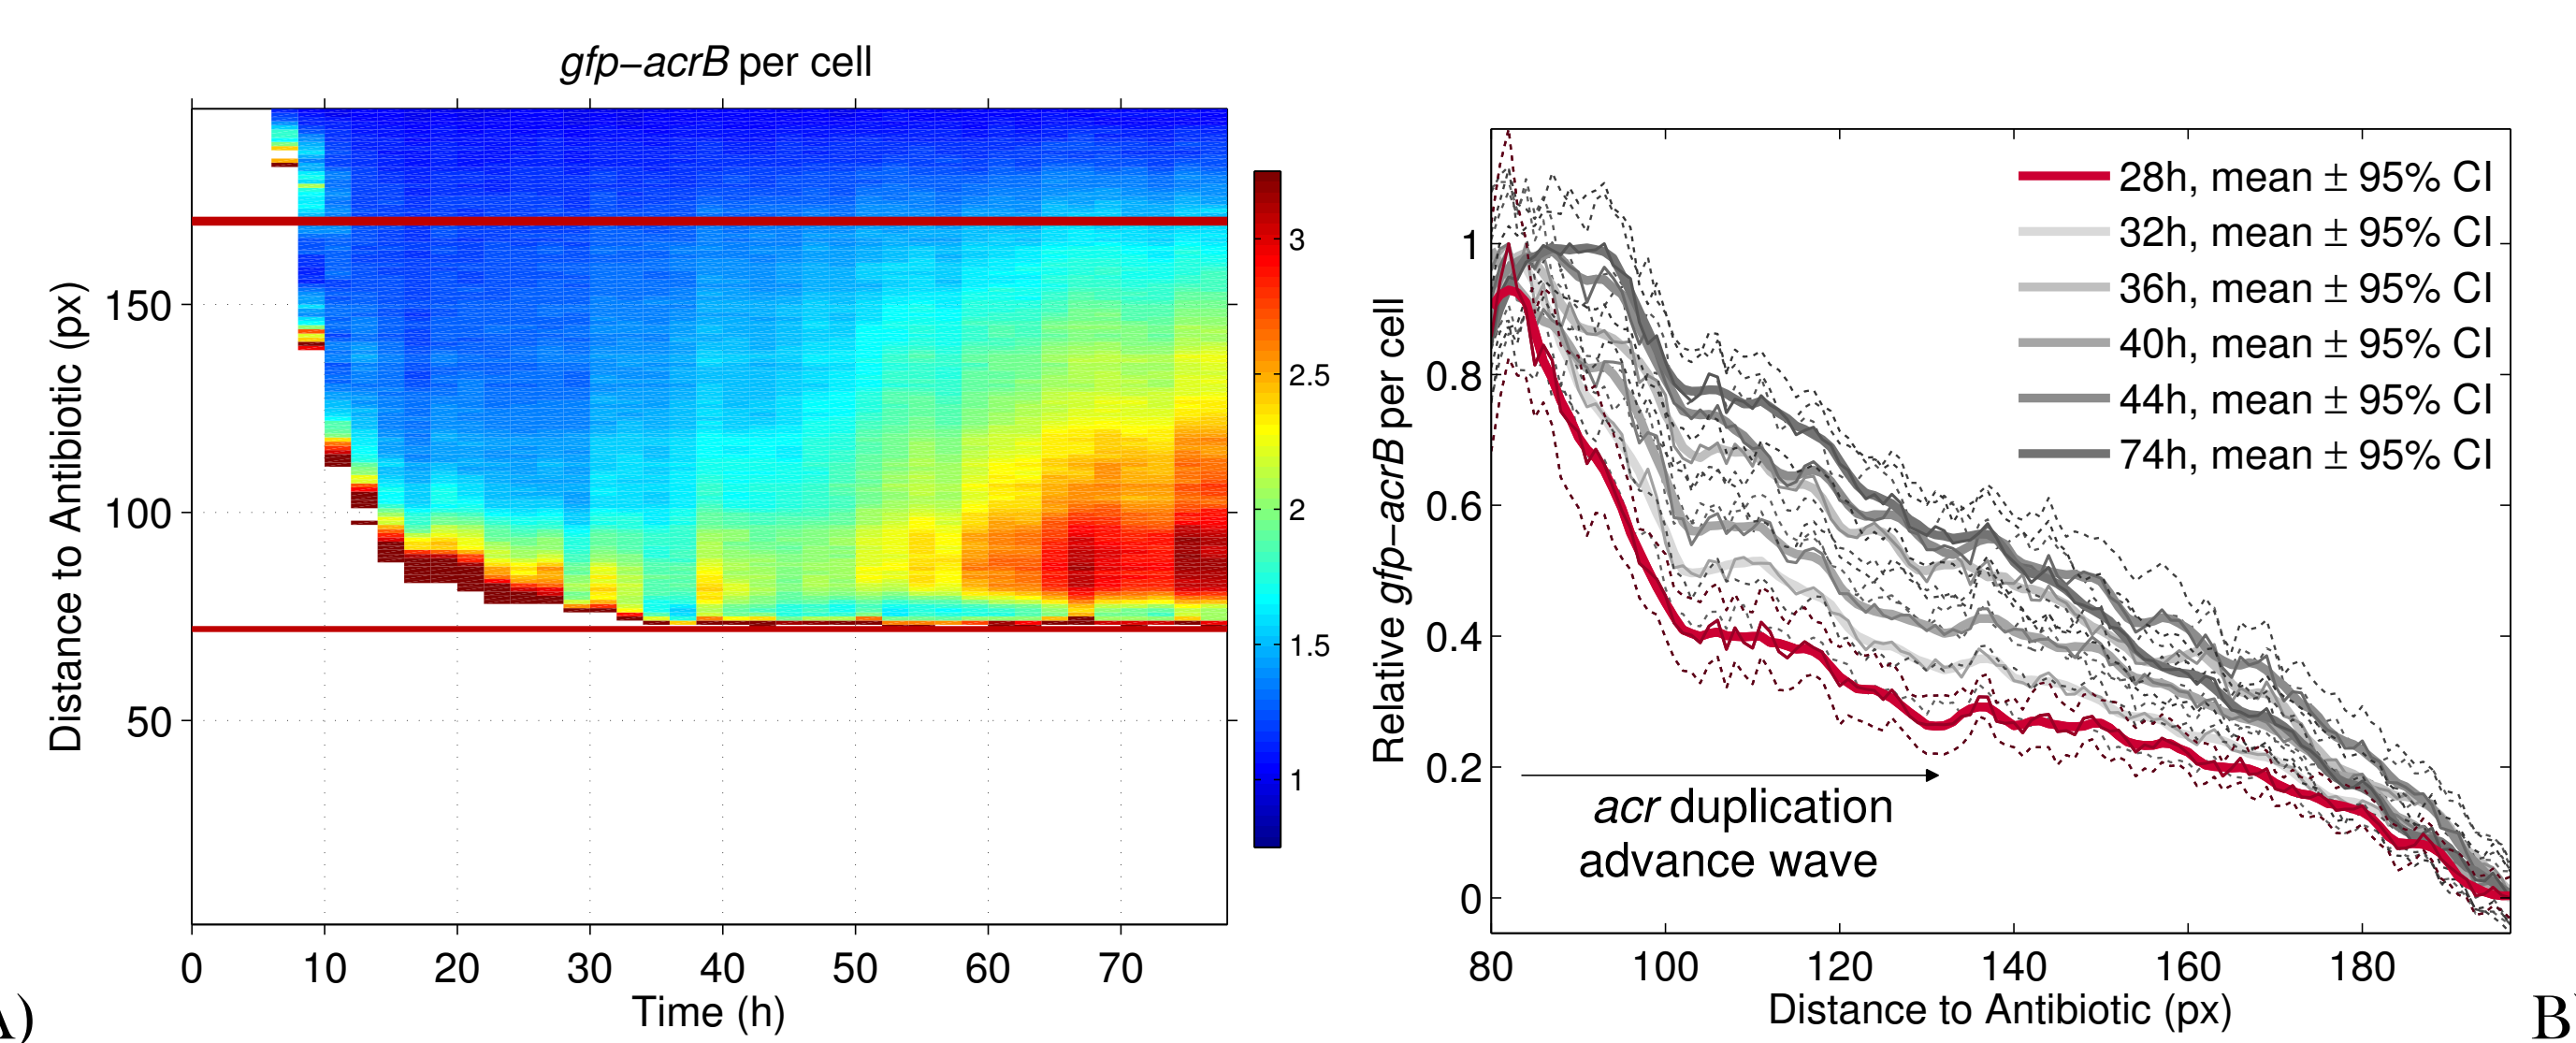 gfp−acrB per cell
Distance to Antibiotic (px)
150
100
50
0 10 20 30 40 50 60 70
Time (h)
3
2.5
2
1.5
1
A)
Relative gfp−acrB per cell
1
0.8
0.6
0.4
0.2
0
28h, mean ± 95% CI
32h, mean ± 95% CI
36h, mean ± 95% CI
40h, mean ± 95% CI
44h, mean ± 95% CI
74h, mean ± 95% CI
acr duplication
advance wave
80 100 120 140 160 180
Distance to Antibiotic (px)
B)